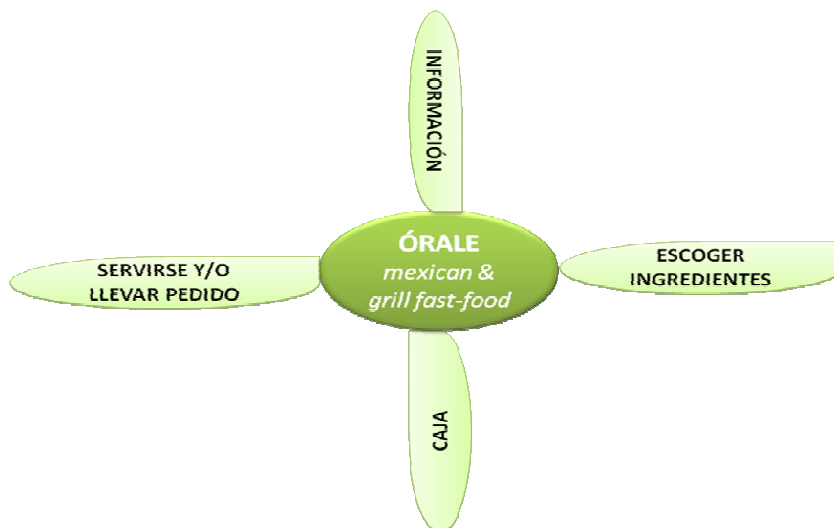 INFORMACIÓN
ÓRALE
mexican &
grill fast-food
ESCOGER
INGREDIENTES
SERVIRSE Y/O
LLEVAR PEDIDO
CAJA